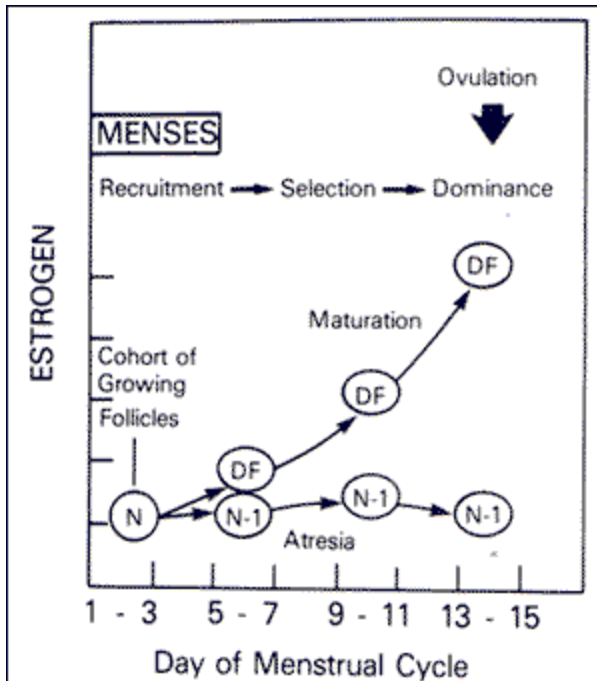 Ovulation
MENSES
Recruitment → Selection → Dominance
ESTROGEN
DF
Maturation
Cohort of
Growing
Follicles
DF
DF
N
N-1
N-1
N-1
Atresia
1 - 3 5 - 7 9 - 11 13 - 15
Day of Menstrual Cycle